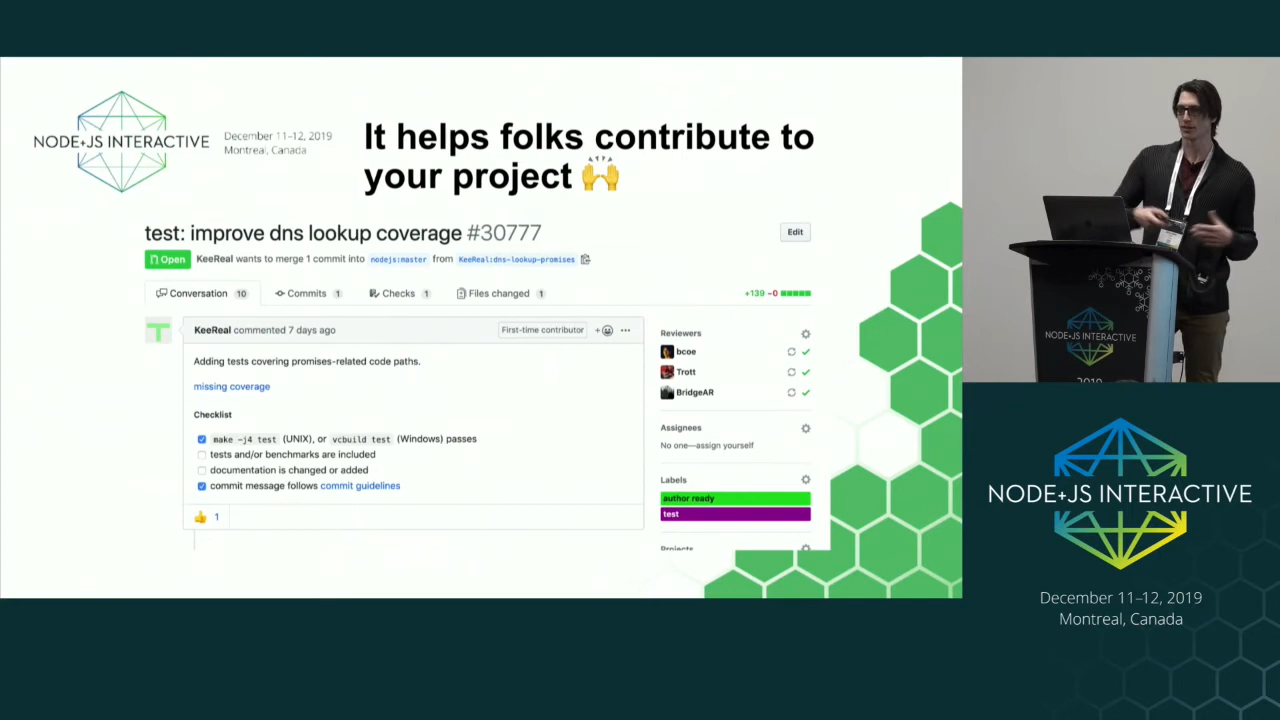 NODE+JS INTERACTIVE
December 11–12, 2019
Montreal, Canada
It helps folks contribute to
your project 🙌
test: improve dns lookup coverage #30777
Edit
Open KeeReal wants to merge 1 commit into nodejs:master from KeeReal:dns-lookup-promises
Conversation 10 Commits 1 Checks 1 Files changed 1 +139 −0
KeeReal commented 7 days ago First-time contributor
Adding tests covering promises-related code paths.
missing coverage
Checklist
make -j4 test (UNIX), or vcbuild test (Windows) passes
tests and/or benchmarks are included
documentation is changed or added
commit message follows commit guidelines
👍 1
Reviewers
bcoe
Trott
BridgeAR
Assignees
No one—assign yourself
Labels
author ready
test
Projects
NODE+JS INTERACTIVE
2019
NODE+JS INTERACTIVE
December 11–12, 2019
Montreal, Canada